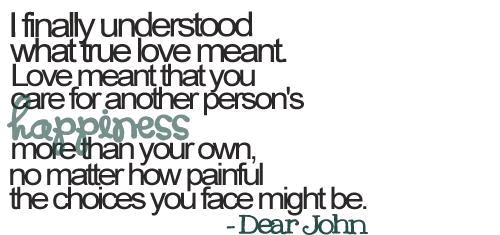 I finally understood
what true love meant.
Love meant that you
care for another person's
happiness
more than your own,
no matter how painful
the choices you face might be.
- Dear John